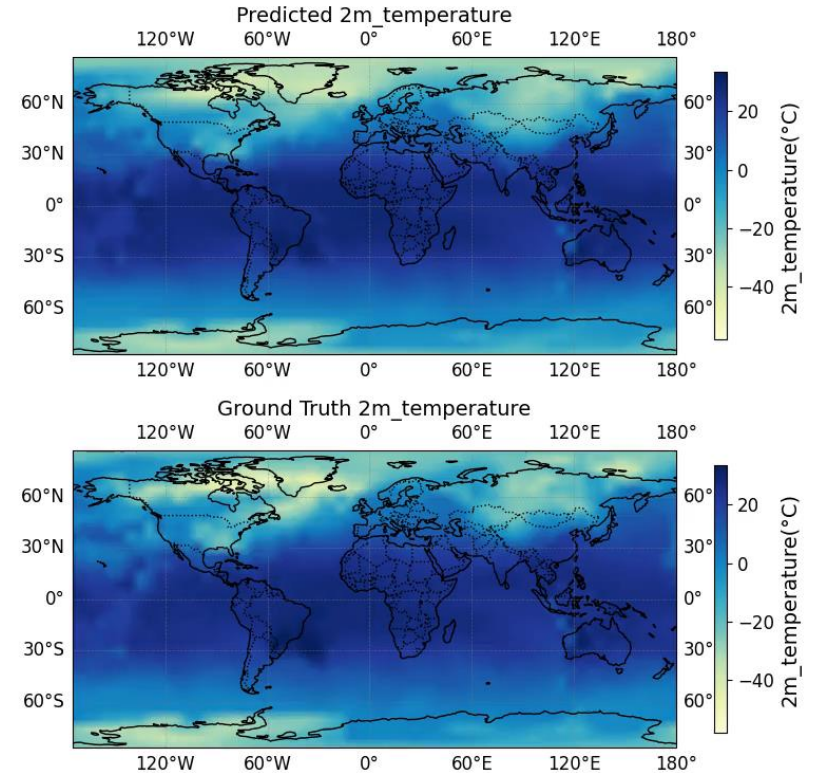 Predicted 2m_temperature
120°W 60°W 0° 60°E 120°E 180°
60°N 60°
30°N 30°
0° 0°
30°S 30°
60°S 60°
120°W 60°W 0° 60°E 120°E 180°
20
0
−20
−40
2m_temperature(°C)
Ground Truth 2m_temperature
120°W 60°W 0° 60°E 120°E 180°
60°N 60°
30°N 30°
0° 0°
30°S 30°
60°S 60°
120°W 60°W 0° 60°E 120°E 180°
20
0
−20
−40
2m_temperature(°C)